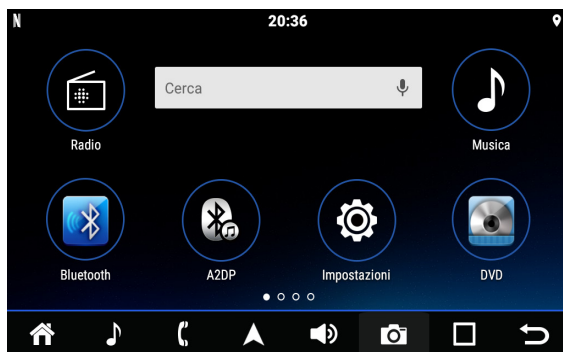 N
20:36
Cerca
Radio
Musica
Bluetooth
A2DP
Impostazioni
DVD